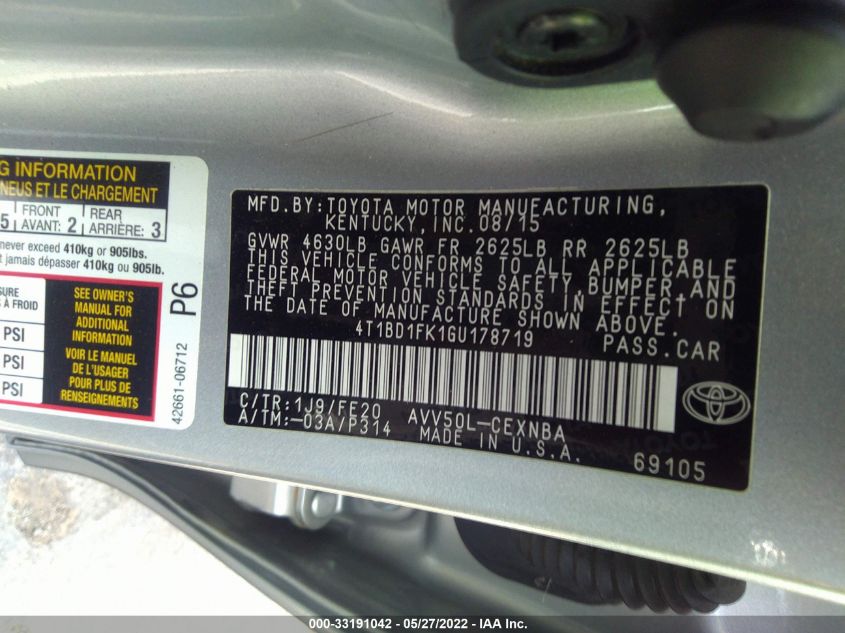 G INFORMATION
NEUS ET LE CHARGEMENT
5 FRONT AVANT: 2 REAR ARRIÈRE: 3
never exceed 410kg or 905lbs.
t jamais dépasser 410kg ou 905lb.
SURE
S À FROID
PSI
PSI
PSI
SEE OWNER'S
MANUAL FOR
ADDITIONAL
INFORMATION
VOIR LE MANUEL
DE L'USAGER
POUR PLUS DE
RENSEIGNEMENTS
P6
42661-06712
MFD.BY:TOYOTA MOTOR MANUFACTURING,
KENTUCKY, INC.08/15
GVWR 4630LB GAWR FR 2625LB RR 2625LB
THIS VEHICLE CONFORMS TO ALL APPLICABLE
FEDERAL MOTOR VEHICLE SAFETY, BUMPER AND
THEFT PREVENTION STANDARDS IN EFFECT ON
THE DATE OF MANUFACTURE SHOWN ABOVE.
4T1BD1FK1GU178719
PASS.CAR
C/TR:1J9/FE20
A/TM:-03A/P314
AVV50L-CEXNBA
MADE IN U.S.A.
69105
000-33191042 - 05/27/2022 - IAA Inc.